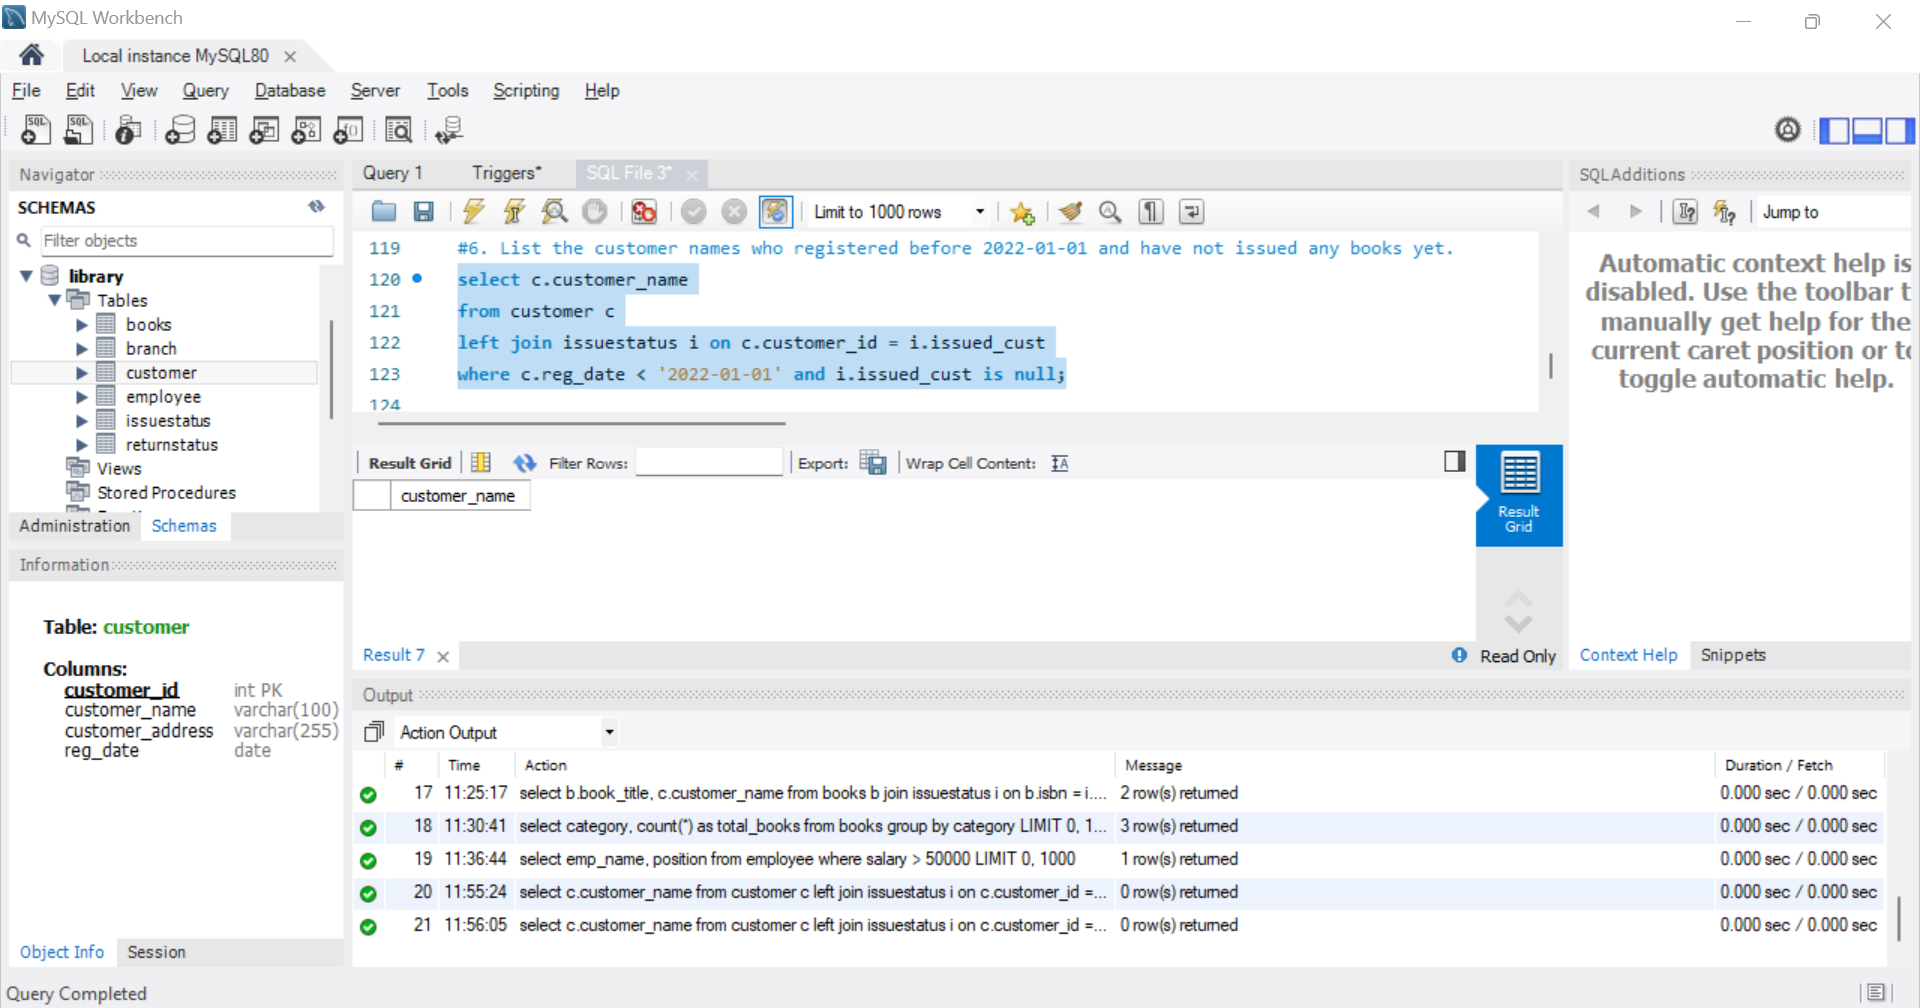 MySQL Workbench
Local instance MySQL80
File Edit View Query Database Server Tools Scripting Help
Navigator
SCHEMAS
Filter objects
library
Tables
books
branch
customer
employee
issuestatus
returnstatus
Views
Stored Procedures
Administration Schemas
Information
Table: customer
Columns:
customer_id int PK
customer_name varchar(100)
customer_address varchar(255)
reg_date date
Object Info Session
Query Completed
Query 1 Triggers* SQL File 3*
Limit to 1000 rows
119 #6. List the customer names who registered before 2022-01-01 and have not issued any books yet.
120 select c.customer_name
121 from customer c
122 left join issuestatus i on c.customer_id = i.issued_cust
123 where c.reg_date < '2022-01-01' and i.issued_cust is null;
124
Result Grid Filter Rows: Export: Wrap Cell Content:
customer_name
Result
Grid
Result 7 Read Only
SQLAdditions
Jump to
Automatic context help is
disabled. Use the toolbar t
manually get help for the
current caret position or to
toggle automatic help.
Context Help Snippets
Output
Action Output
# Time Action Message Duration / Fetch
17 11:25:17 select b.book_title, c.customer_name from books b join issuestatus i on b.isbn = i.... 2 row(s) returned 0.000 sec / 0.000 sec
18 11:30:41 select category, count(*) as total_books from books group by category LIMIT 0, 1... 3 row(s) returned 0.000 sec / 0.000 sec
19 11:36:44 select emp_name, position from employee where salary > 50000 LIMIT 0, 1000 1 row(s) returned 0.000 sec / 0.000 sec
20 11:55:24 select c.customer_name from customer c left join issuestatus i on c.customer_id =... 0 row(s) returned 0.000 sec / 0.000 sec
21 11:56:05 select c.customer_name from customer c left join issuestatus i on c.customer_id =... 0 row(s) returned 0.000 sec / 0.000 sec